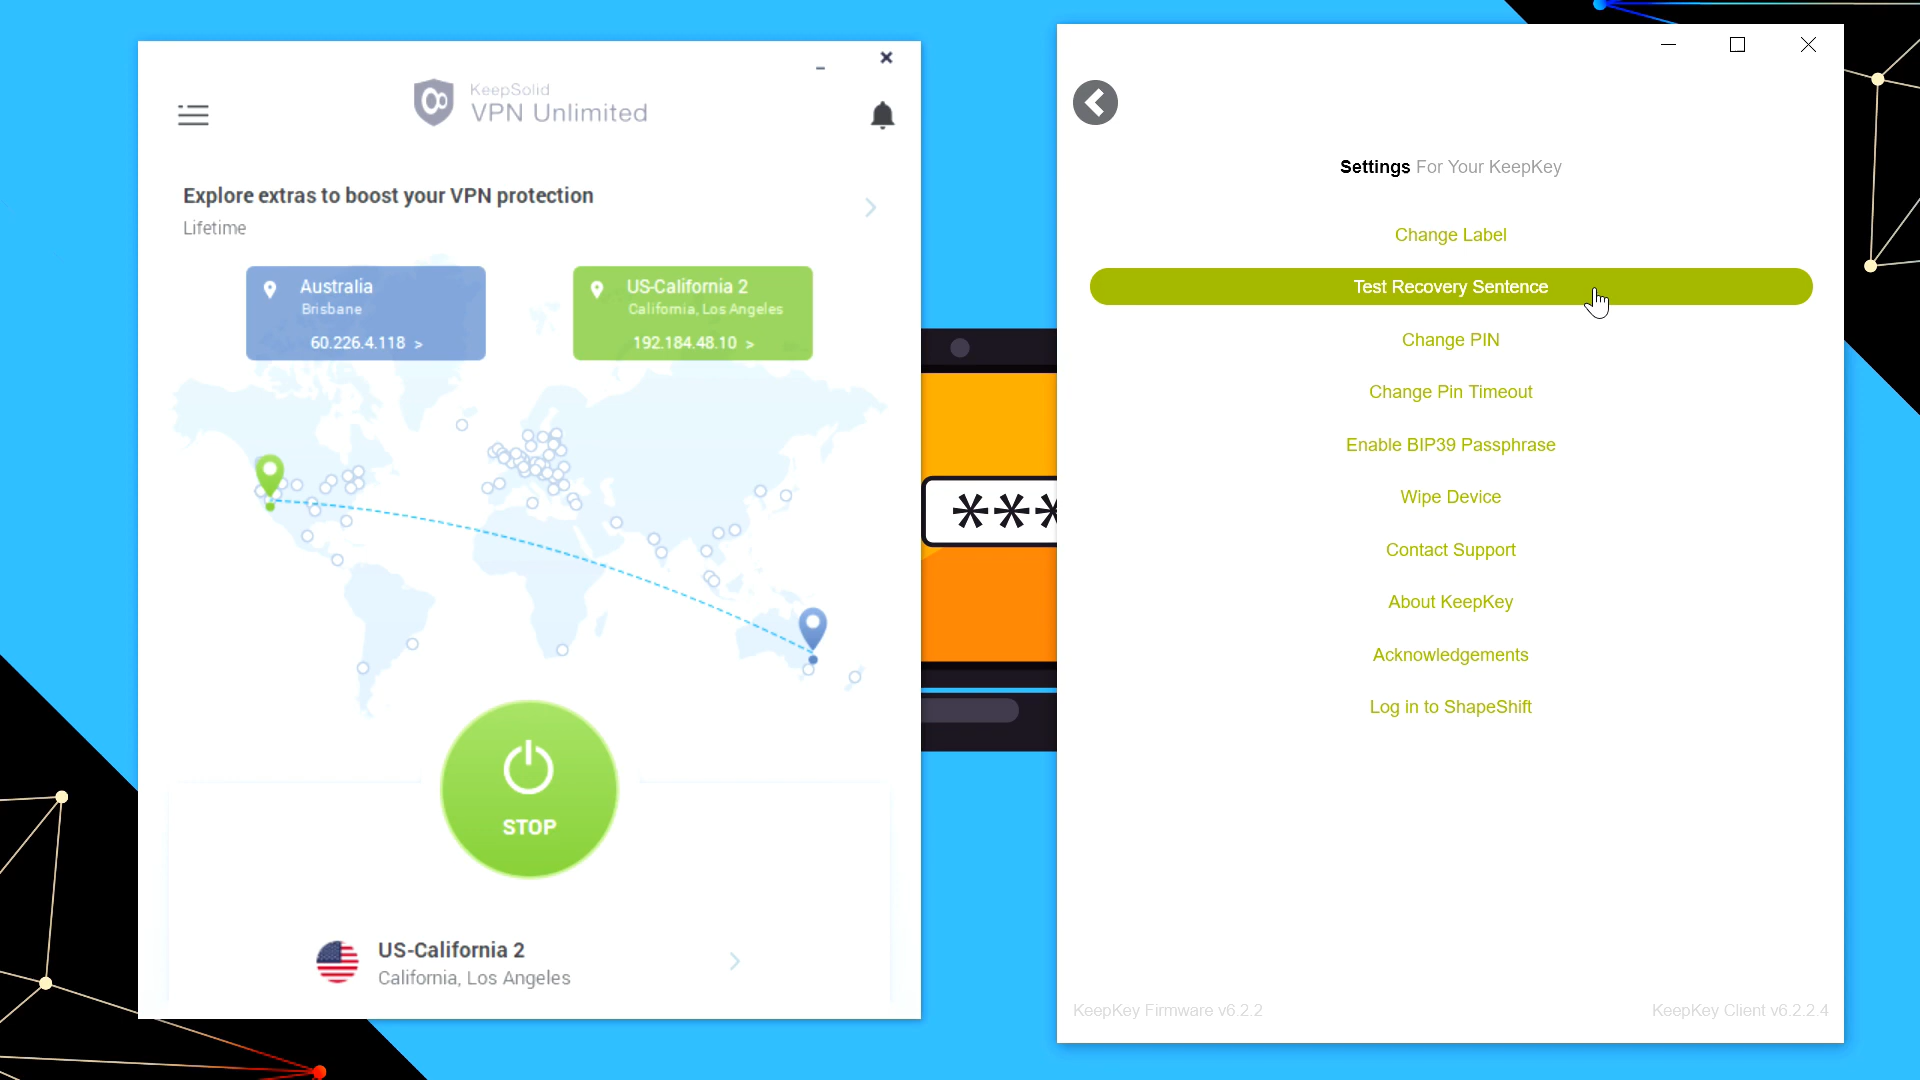 KeepSolid
VPN Unlimited
Explore extras to boost your VPN protection
Lifetime
Australia
Brisbane
60.226.4.118 >
US-California 2
California, Los Angeles
192.184.48.10 >
STOP
US-California 2
California, Los Angeles
***
Settings For Your KeepKey
Change Label
Test Recovery Sentence
Change PIN
Change Pin Timeout
Enable BIP39 Passphrase
Wipe Device
Contact Support
About KeepKey
Acknowledgements
Log in to ShapeShift
KeepKey Firmware v6.2.2
KeepKey Client v6.2.2.4